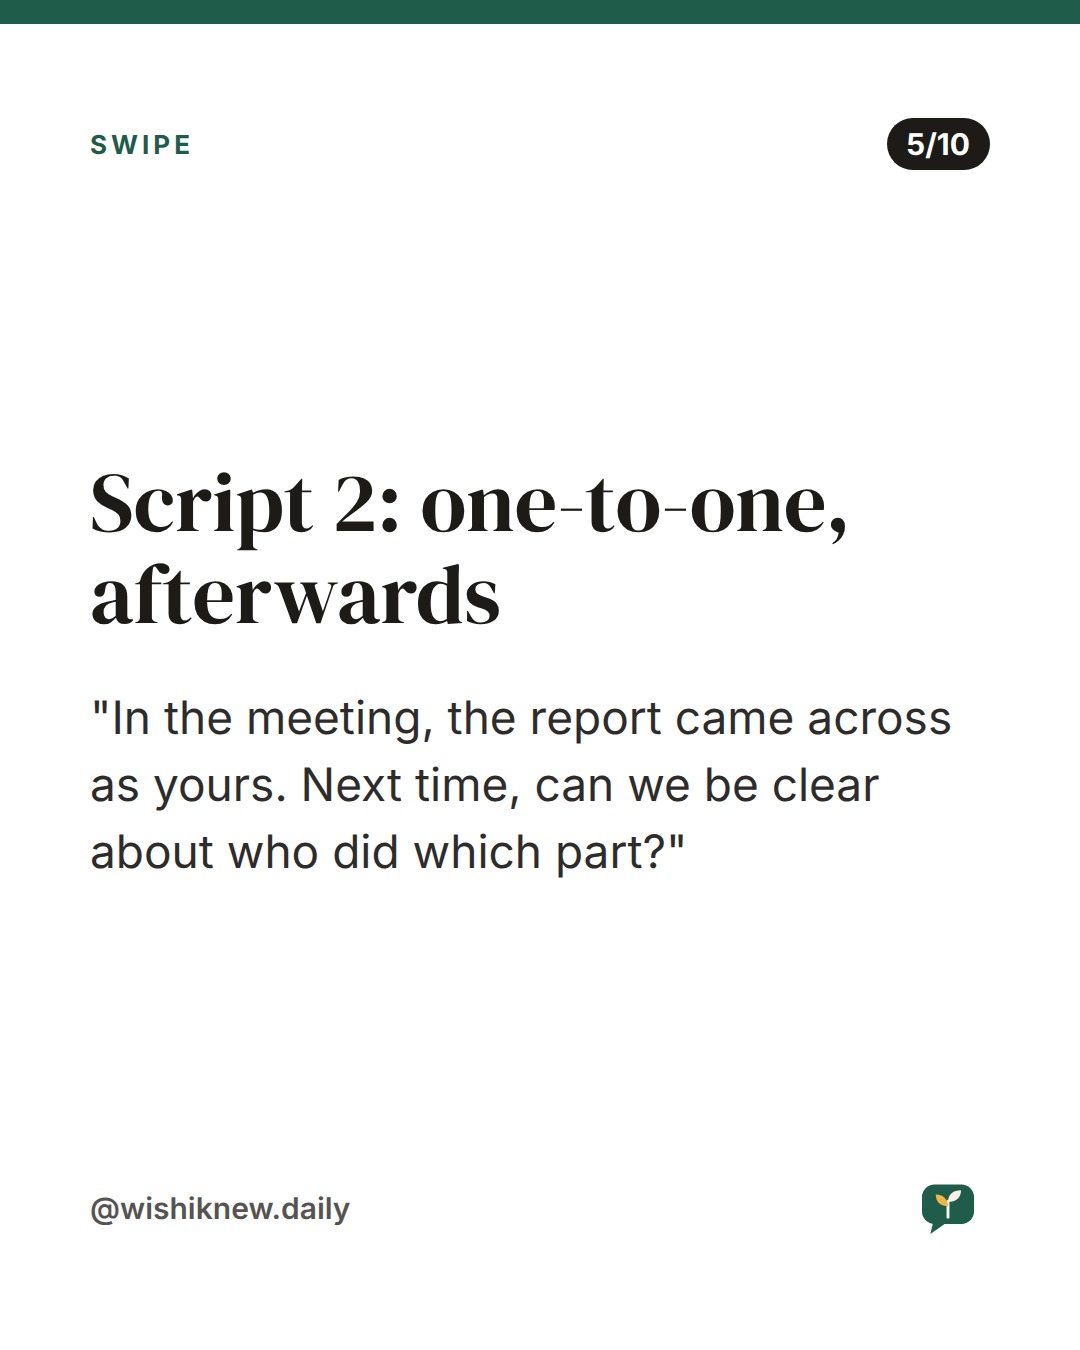 SWIPE
5/10
Script 2: one-to-one,
afterwards
"In the meeting, the report came across
as yours. Next time, can we be clear
about who did which part?"
@wishiknew.daily